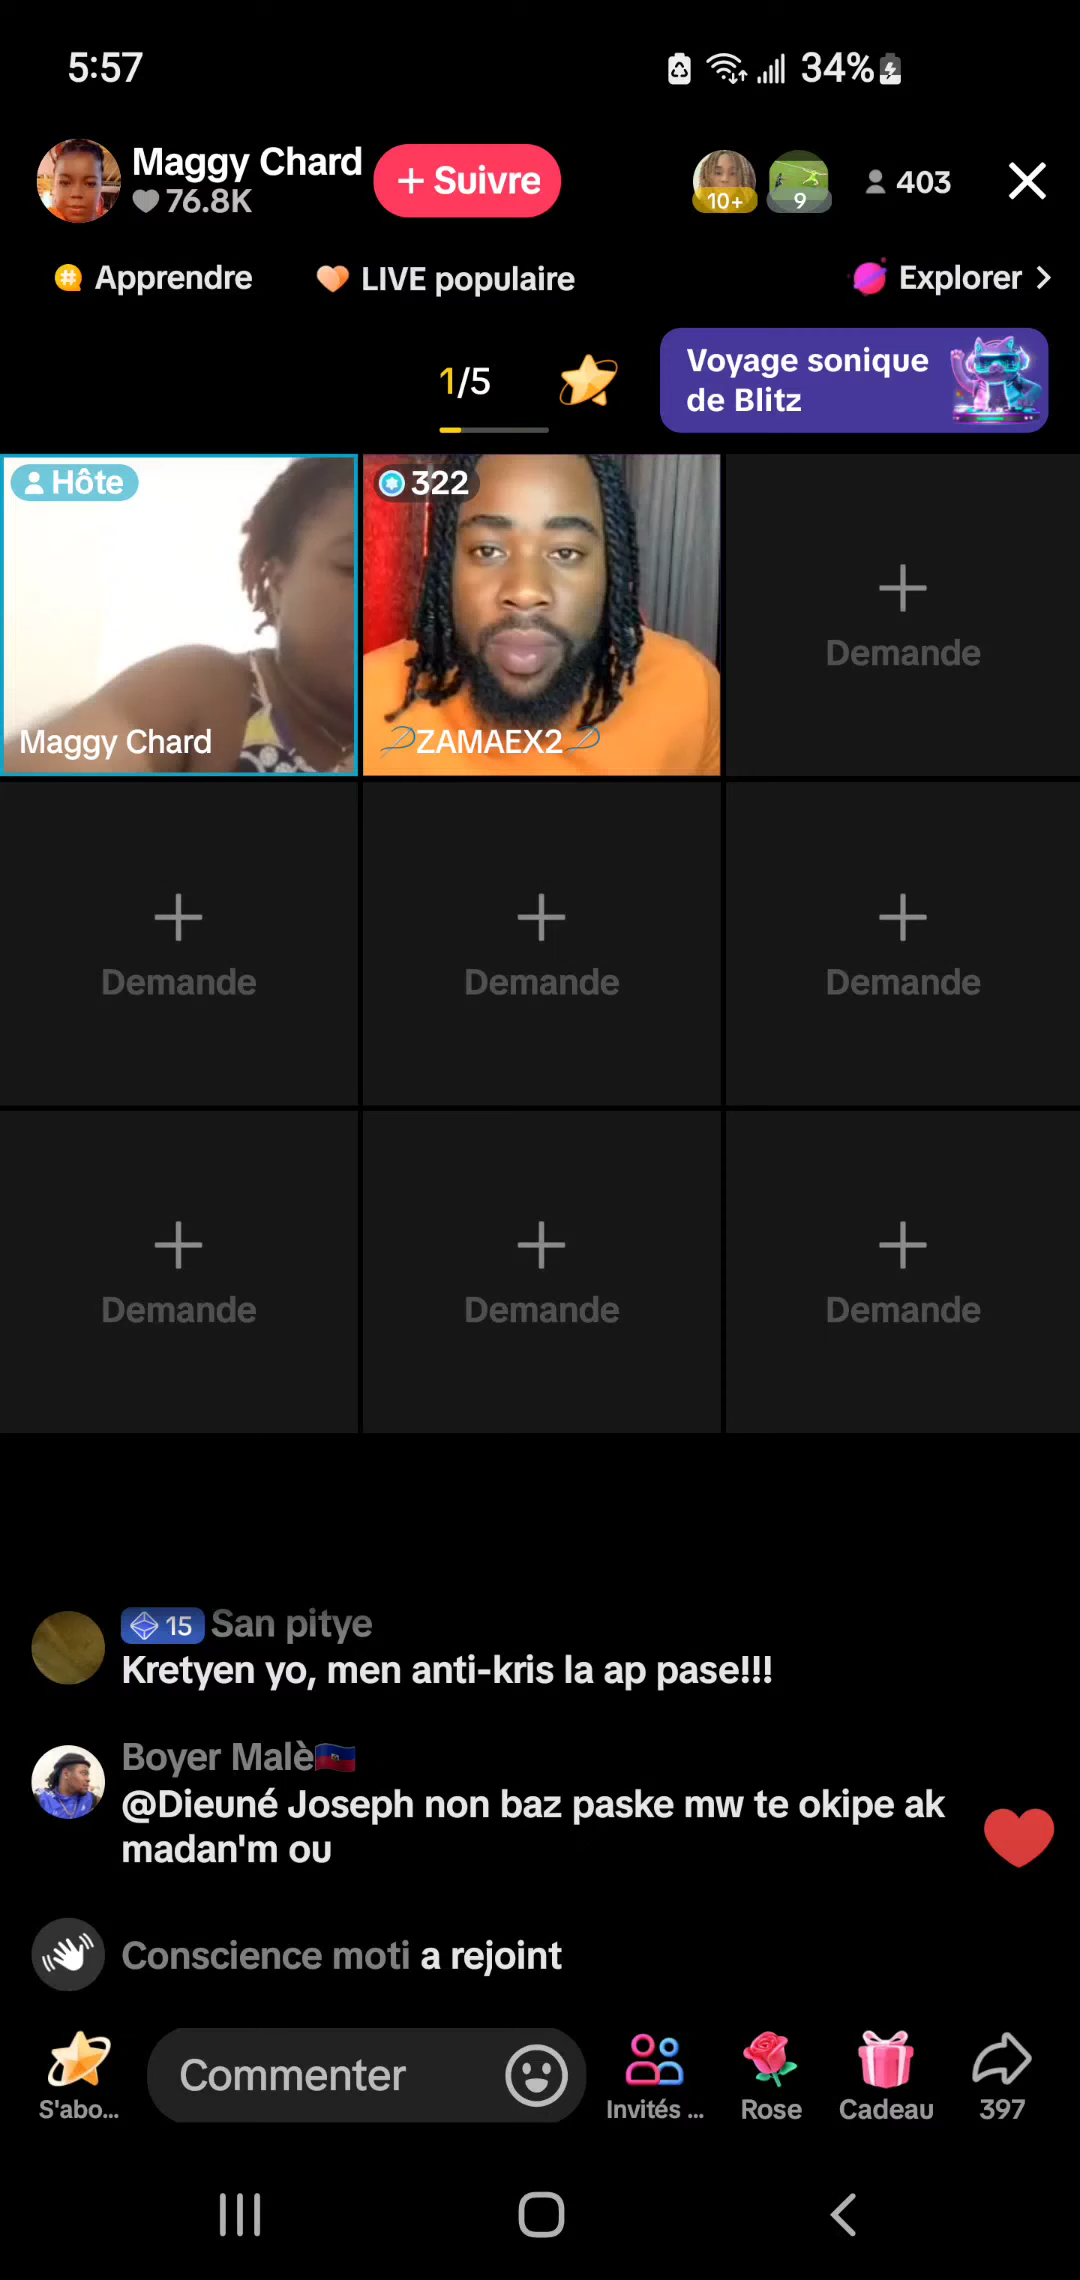 5:57
34%
Maggy Chard
76.8K
+ Suivre
10+
9
403
Apprendre
LIVE populaire
Explorer
1/5
Voyage sonique
de Blitz
Hôte
322
Maggy Chard
ZAMAEX2
Demande
Demande
Demande
Demande
Demande
Demande
Demande
15 San pitye
Kretyen yo, men anti-kris la ap pase!!!
Boyer Malè🇭🇹
@Dieuné Joseph non baz paske mw te okipe ak
madan'm ou
Conscience moti a rejoint
Commenter
S'abo...
Invités ...
Rose
Cadeau
397